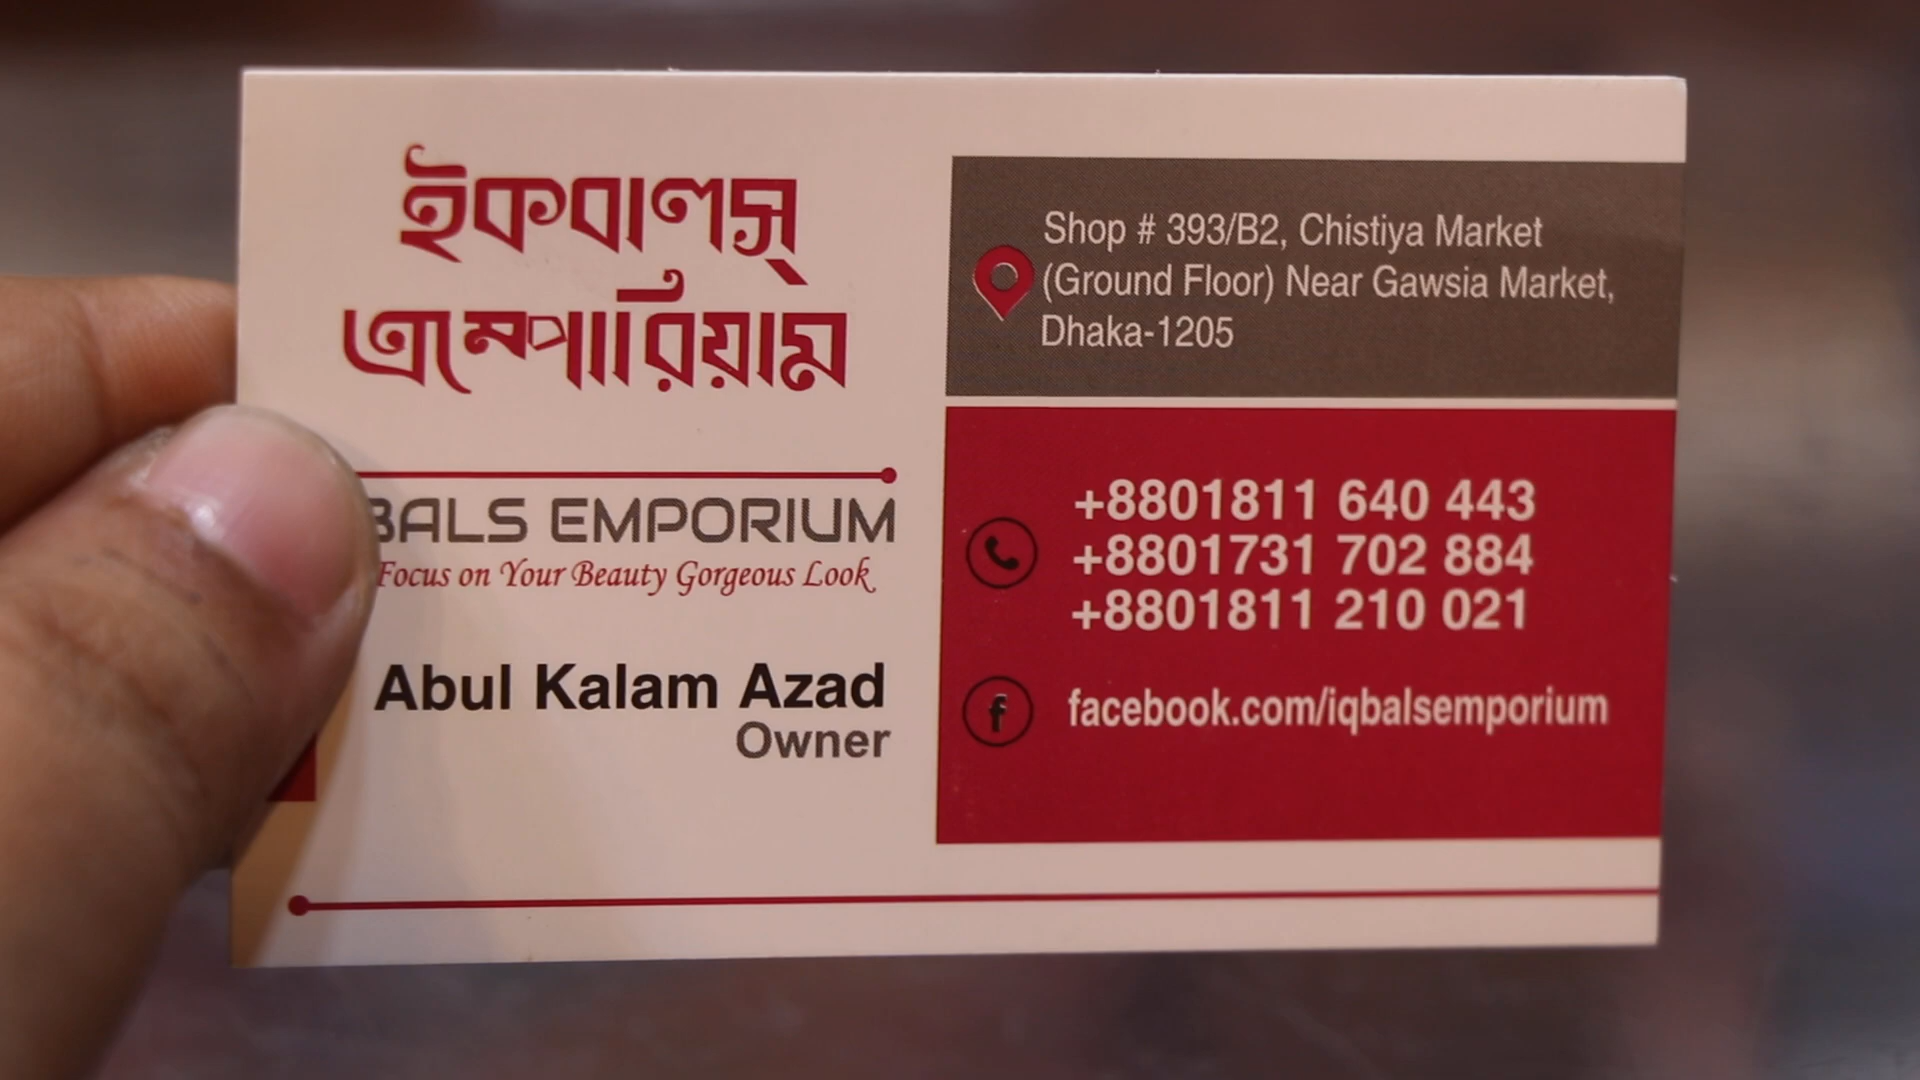 ইকবালস্
এম্পোরিয়াম
BALS EMPORIUM
Focus on Your Beauty Gorgeous Look
Abul Kalam Azad
Owner
Shop # 393/B2, Chistiya Market
(Ground Floor) Near Gawsia Market,
Dhaka-1205
+8801811 640 443
+8801731 702 884
+8801811 210 021
facebook.com/iqbalsemporium